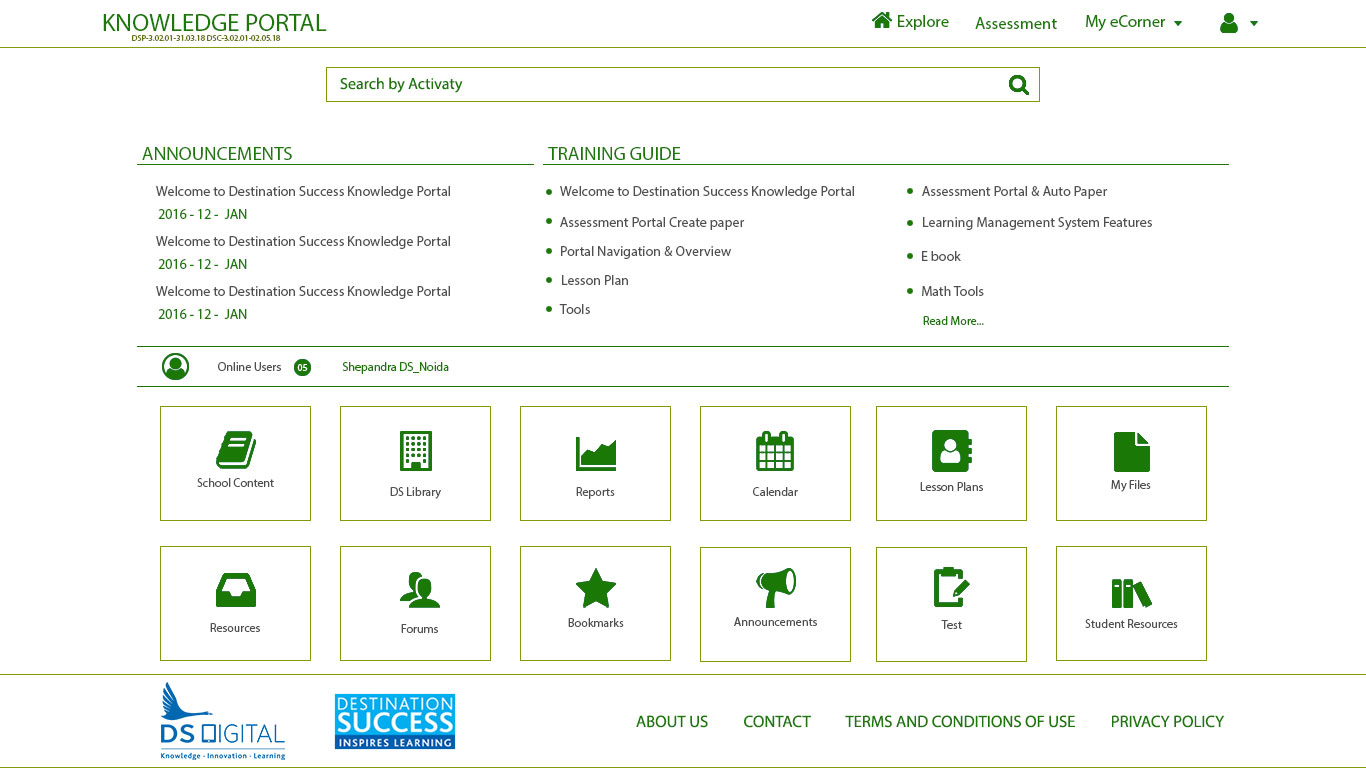 KNOWLEDGE PORTAL
DSP-3.02.01-31.03.18 DSC-3.02.01-02.05.18
Explore
Assessment
My eCorner
Search by Activaty
ANNOUNCEMENTS
Welcome to Destination Success Knowledge Portal
2016 - 12 - JAN
Welcome to Destination Success Knowledge Portal
2016 - 12 - JAN
Welcome to Destination Success Knowledge Portal
2016 - 12 - JAN
TRAINING GUIDE
Welcome to Destination Success Knowledge Portal
Assessment Portal Create paper
Portal Navigation & Overview
Lesson Plan
Tools
Assessment Portal & Auto Paper
Learning Management System Features
E book
Math Tools
Read More...
Online Users 05 Shepandra DS_Noida
School Content
DS Library
Reports
Calendar
Lesson Plans
My Files
Resources
Forums
Bookmarks
Announcements
Test
Student Resources
DS DIGITAL
Knowledge - Innovation - Learning
DESTINATION
SUCCESS
INSPIRES LEARNING
ABOUT US
CONTACT
TERMS AND CONDITIONS OF USE
PRIVACY POLICY